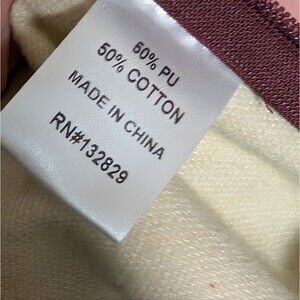 50% PU
50% COTTON
MADE IN CHINA
RN#132829